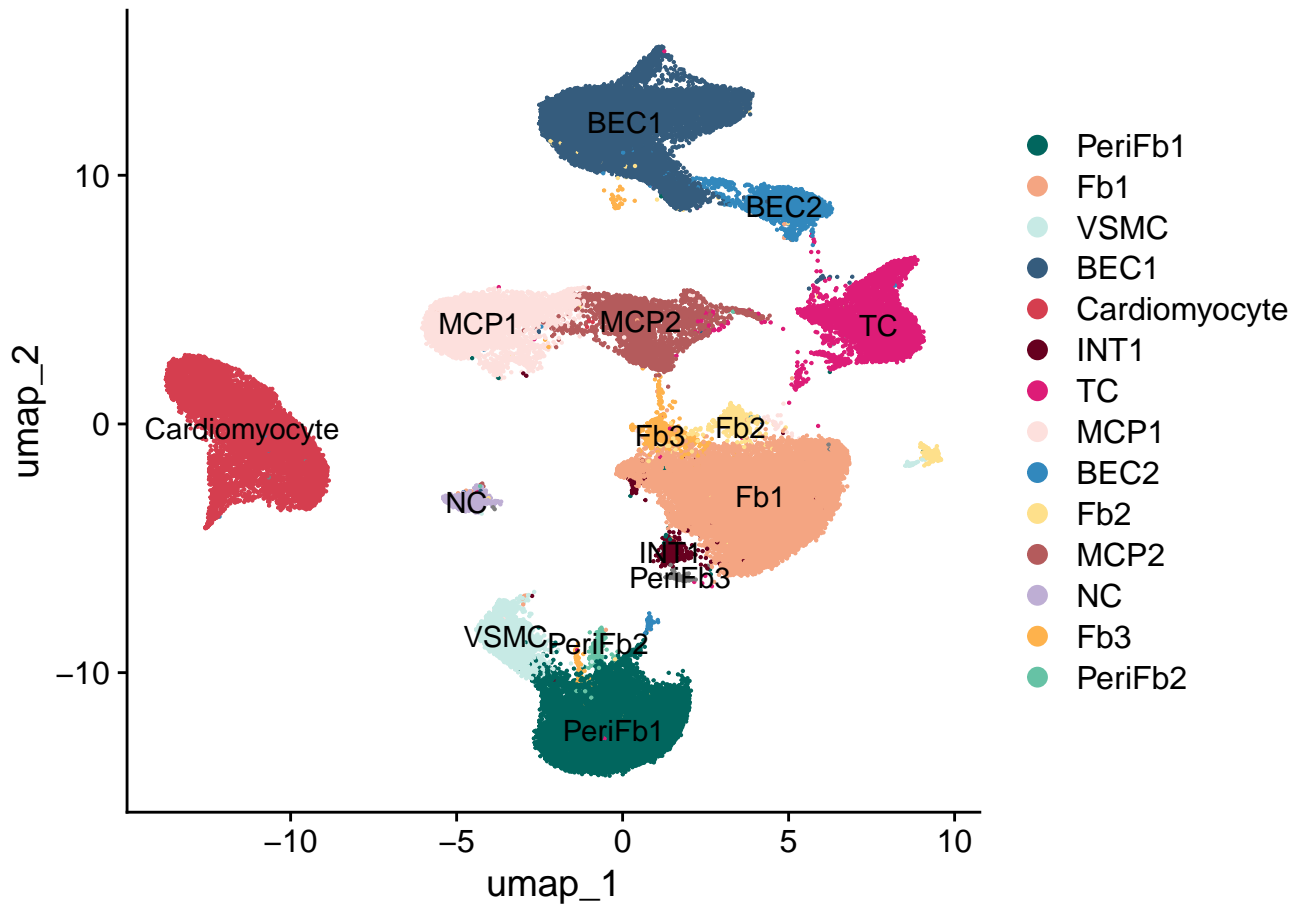 BEC1
BEC2
MCP1
MCP2
TC
Cardiomyocyte
Fb3
Fb2
Fb1
NC
INT1
PeriFb3
VSMC
PeriFb2
PeriFb1
10
0
−10
umap_2
−10
−5
0
5
10
umap_1
PeriFb1
Fb1
VSMC
BEC1
Cardiomyocyte
INT1
TC
MCP1
BEC2
Fb2
MCP2
NC
Fb3
PeriFb2